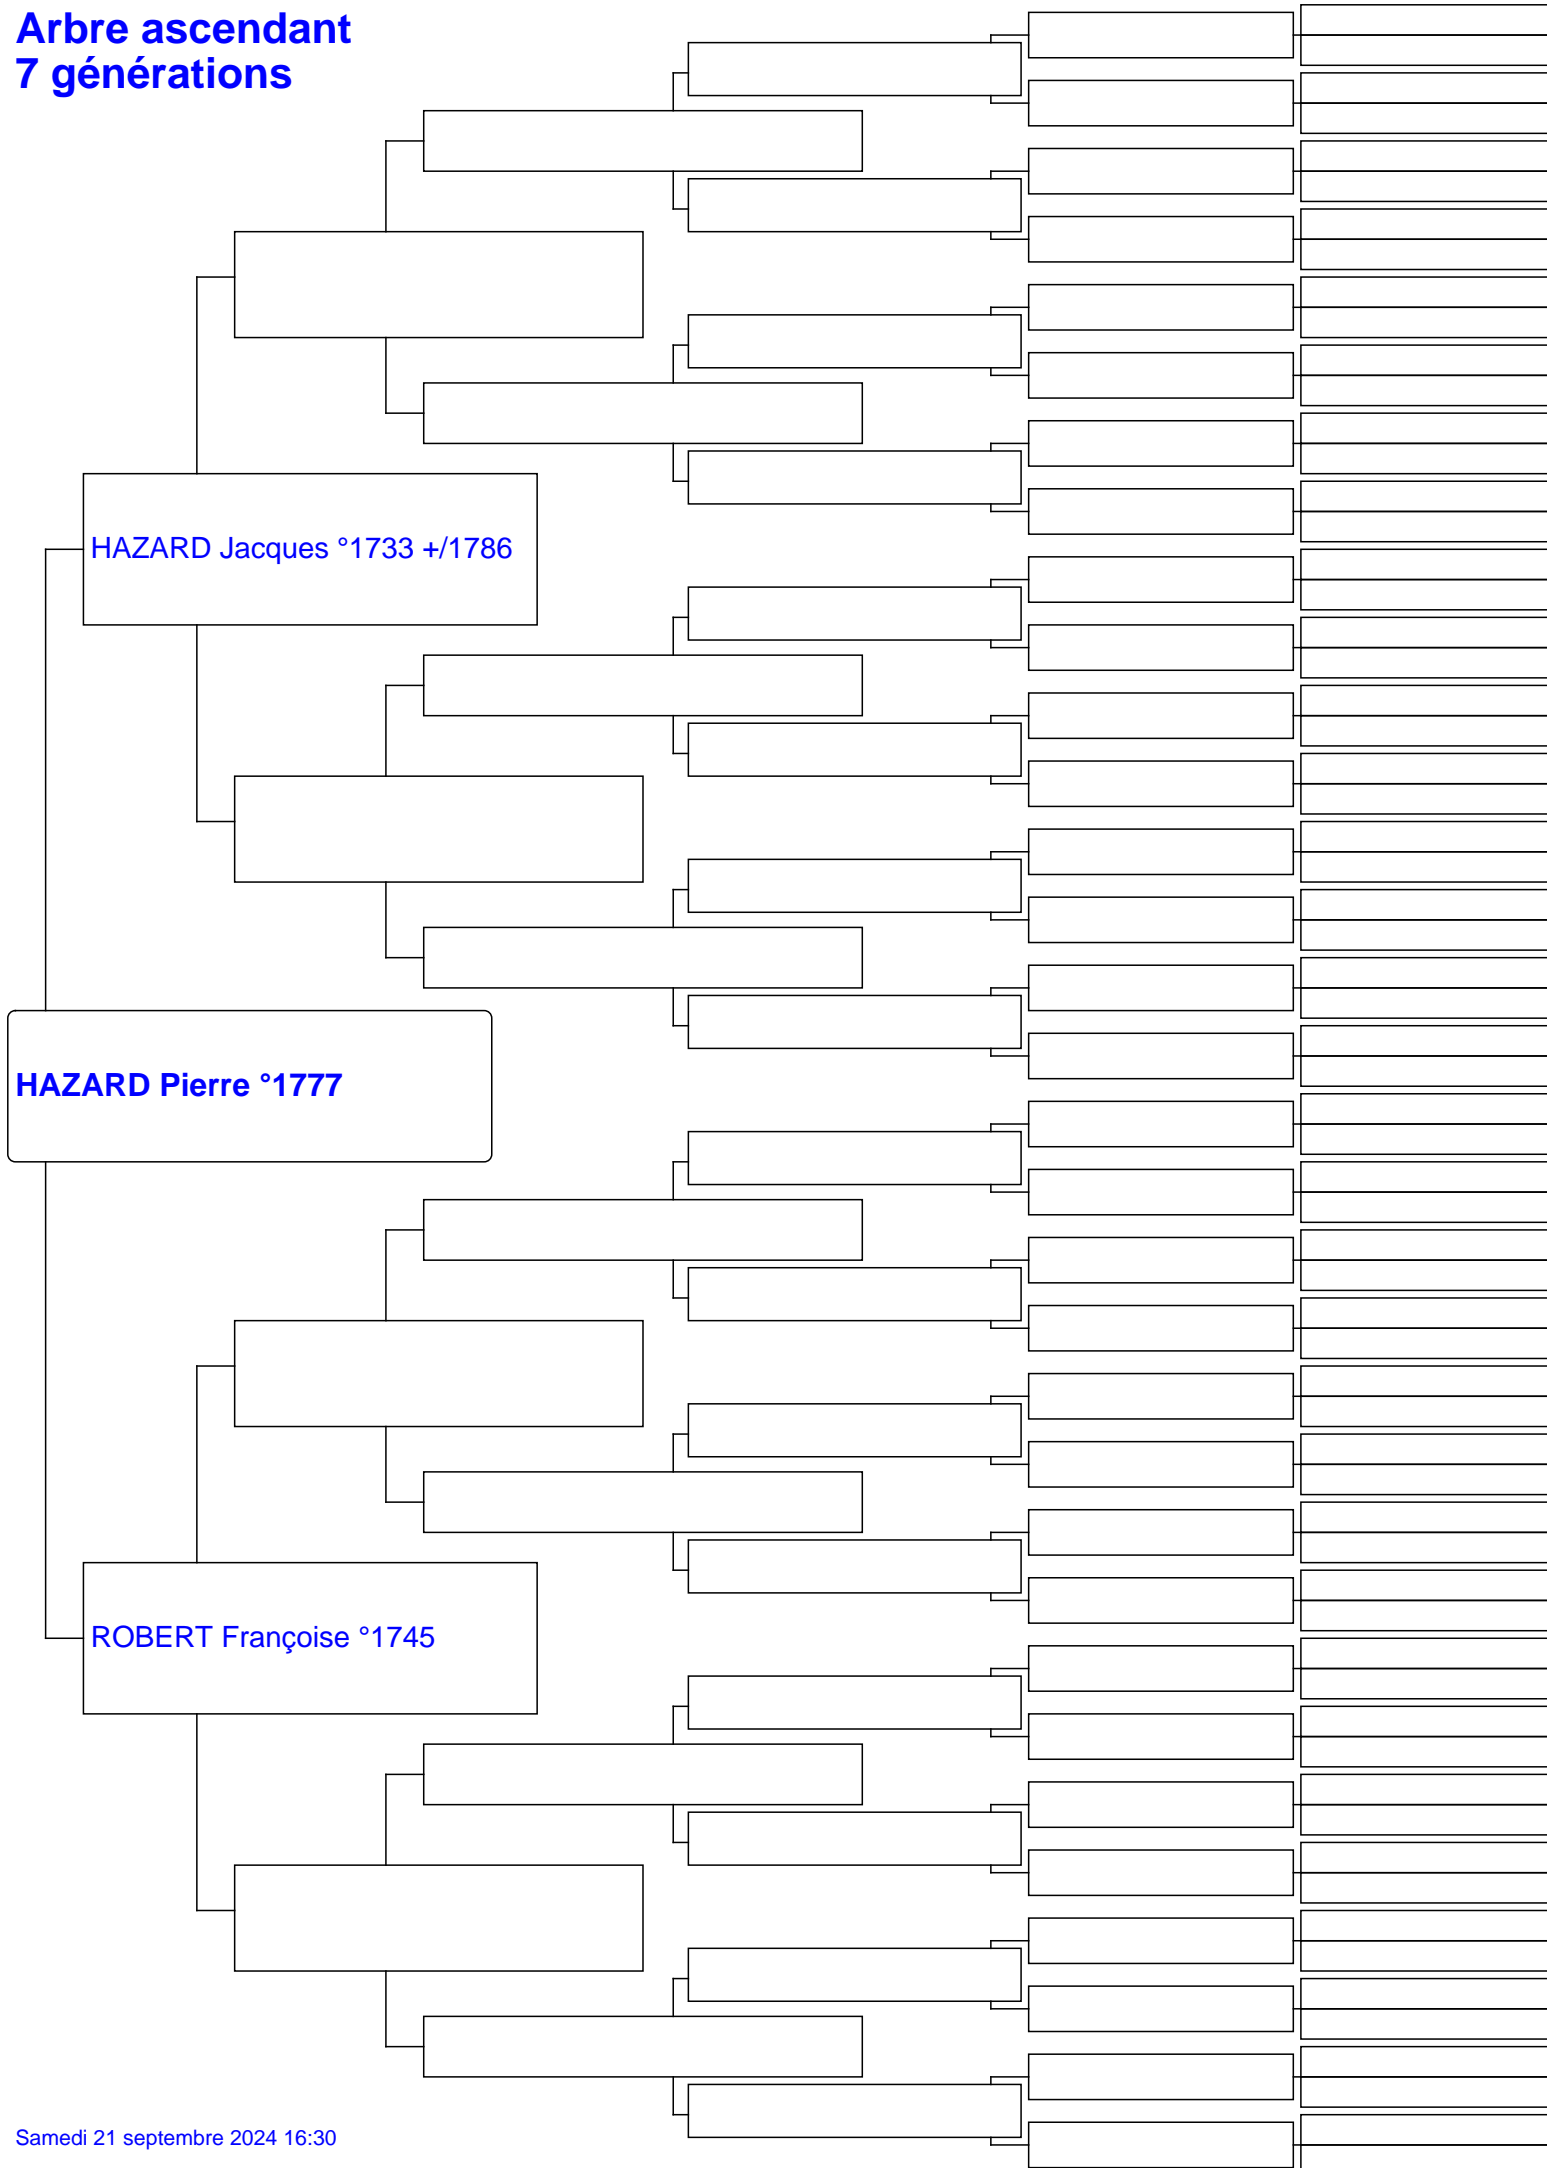 Arbre ascendant
7 générations
HAZARD Jacques °1733 +/1786
HAZARD Pierre °1777
ROBERT Françoise °1745
Samedi 21 septembre 2024 16:30